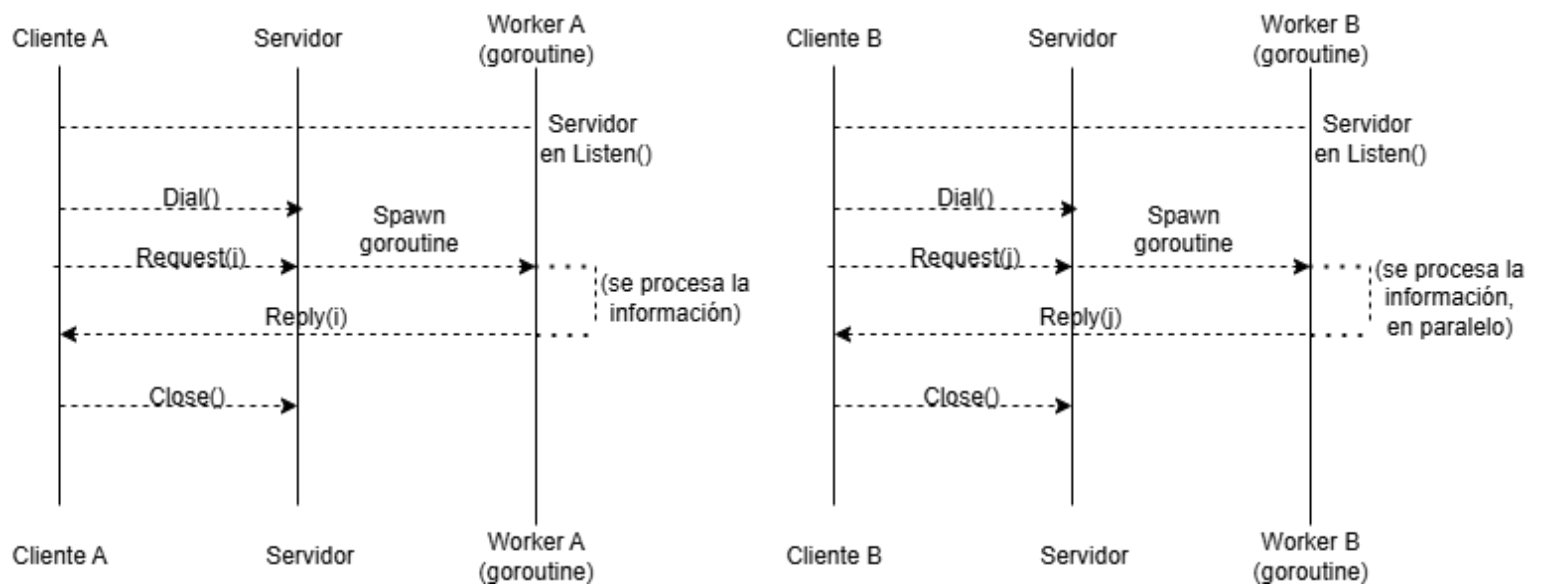 Cliente A
Servidor
Worker A
(goroutine)
Servidor
en Listen()
Dial()
Spawn
goroutine
Request(i)
(se procesa la
información)
Reply(i)
Close()
Cliente A
Servidor
Worker A
(goroutine)
Cliente B
Servidor
Worker B
(goroutine)
Servidor
en Listen()
Dial()
Spawn
goroutine
Request(j)
(se procesa la
información,
en paralelo)
Reply(j)
Close()
Cliente B
Servidor
Worker B
(goroutine)